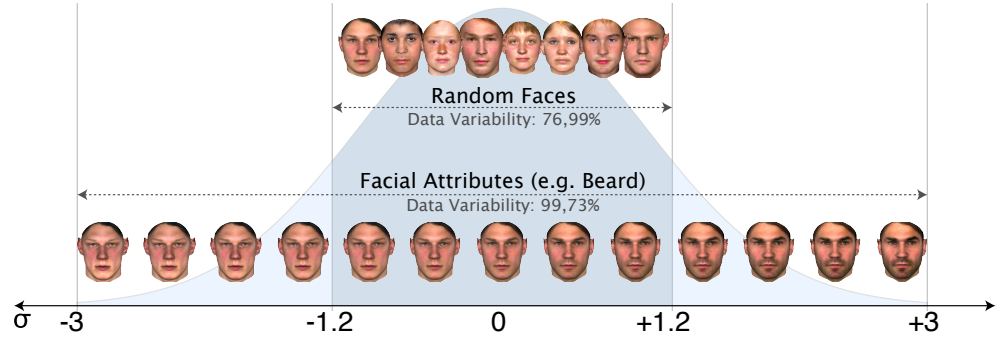 Random Faces
Data Variability: 76,99%
Facial Attributes (e.g. Beard)
Data Variability: 99,73%
σ -3 -1.2 0 +1.2 +3